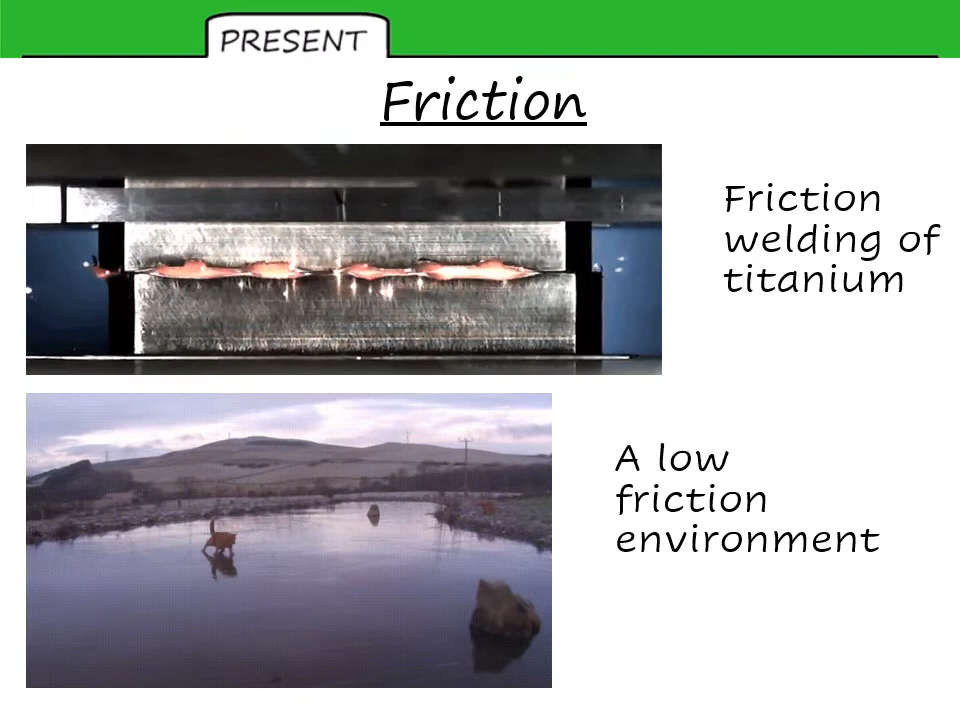 PRESENT
Friction
Friction
welding of
titanium
A low
friction
environment